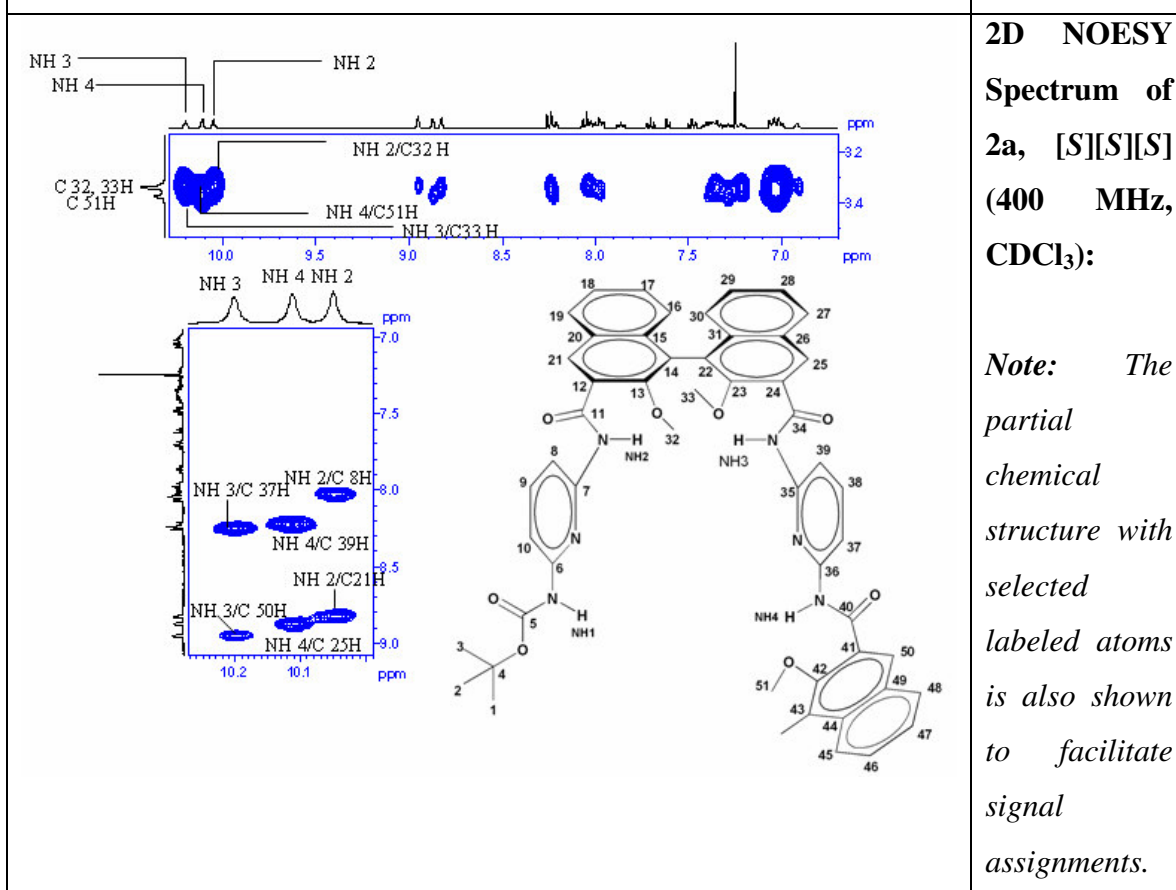 NH 3
NH 4
NH 2
ppm
3.2
3.4
C 32, 33H
C 51H
NH 2/C32 H
NH 4/C51H
NH 3/C33 H
10.0 9.5 9.0 8.5 8.0 7.5 7.0 ppm
NH 3 NH 4 NH 2
ppm
7.0
7.5
8.0
8.5
9.0
NH 2/C 8H
NH 3/C 37H
NH 4/C 39H
NH 2/C21H
NH 3/C 50H
NH 4/C 25H
10.2 10.1 ppm
18 17 29 28
19 16 30 27
20 15 31 26
21 14 22 25
12 13 23 24
33
O 11 O 32 O 34 O
N H H N
NH2 NH3
8 39
9 7 35 38
10 N N 37
6 36
O N H N 40 O
5 NH1 NH4 H
3 O 41 50
4 O 42 49 48
2 51 43 44 47
1 45 46
2D NOESY
Spectrum of
2a, [S][S][S]
(400 MHz,
CDCl₃):
Note: The
partial
chemical
structure with
selected
labeled atoms
is also shown
to facilitate
signal
assignments.